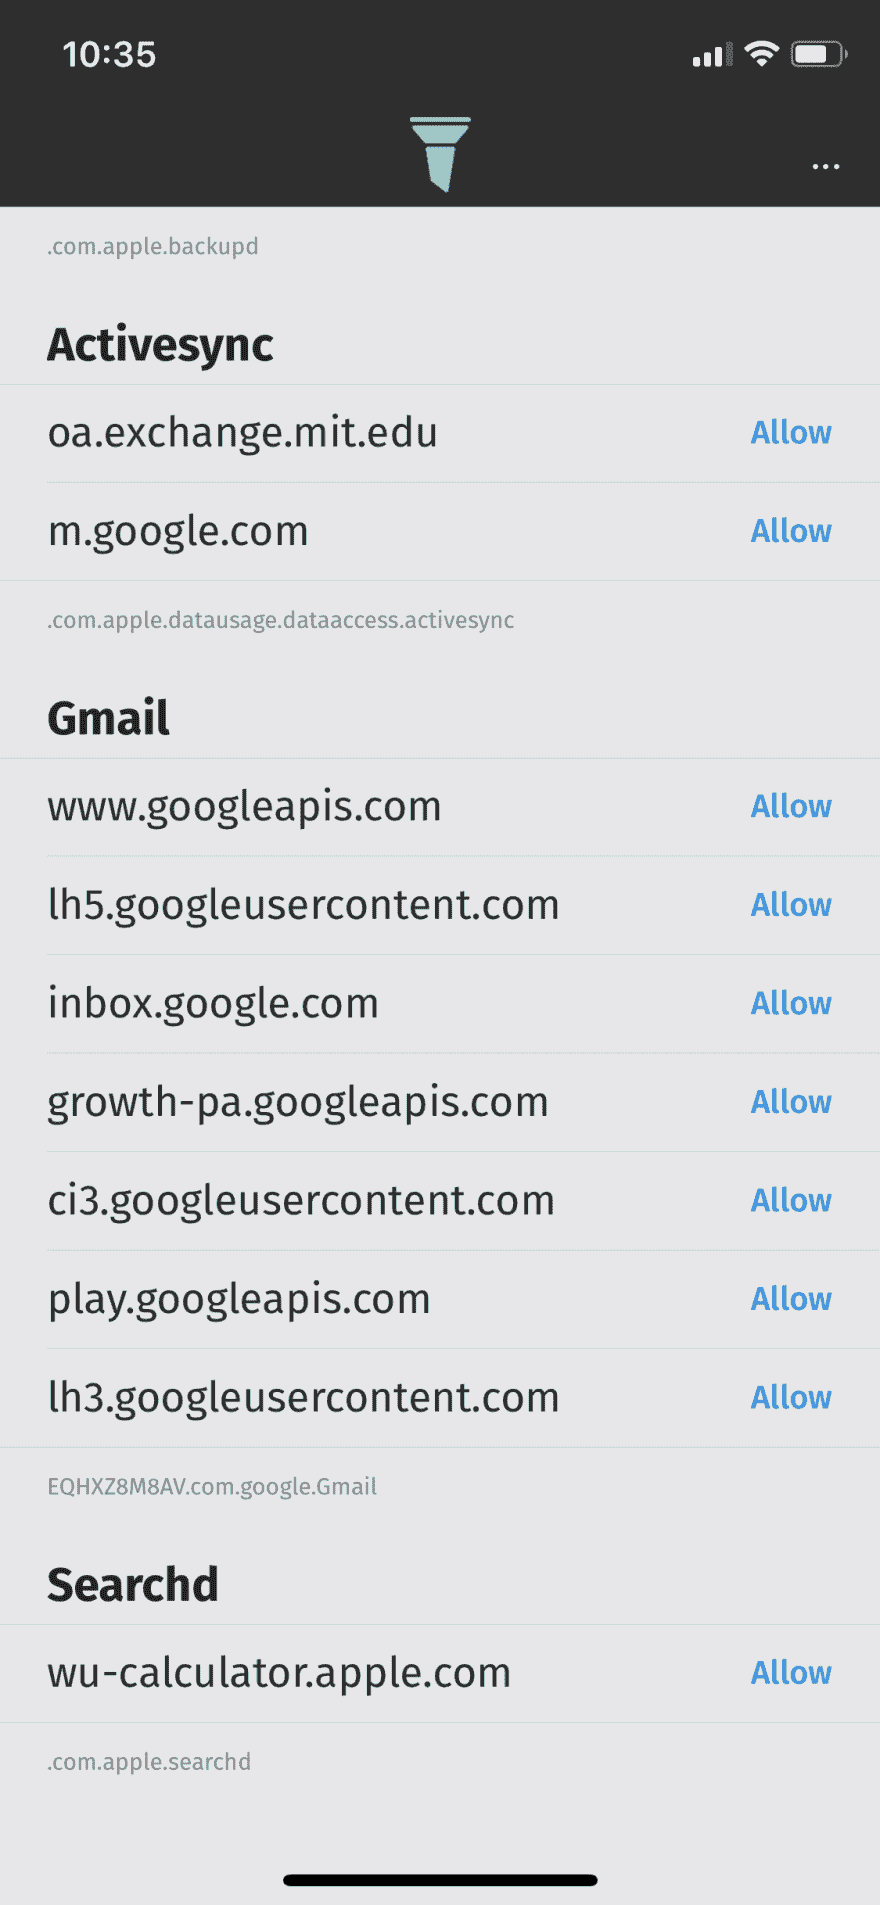 10:35
...
.com.apple.backupd
Activesync
oa.exchange.mit.edu Allow
m.google.com Allow
.com.apple.datausage.dataaccess.activesync
Gmail
www.googleapis.com Allow
lh5.googleusercontent.com Allow
inbox.google.com Allow
growth-pa.googleapis.com Allow
ci3.googleusercontent.com Allow
play.googleapis.com Allow
lh3.googleusercontent.com Allow
EQHXZ8M8AV.com.google.Gmail
Searchd
wu-calculator.apple.com Allow
.com.apple.searchd